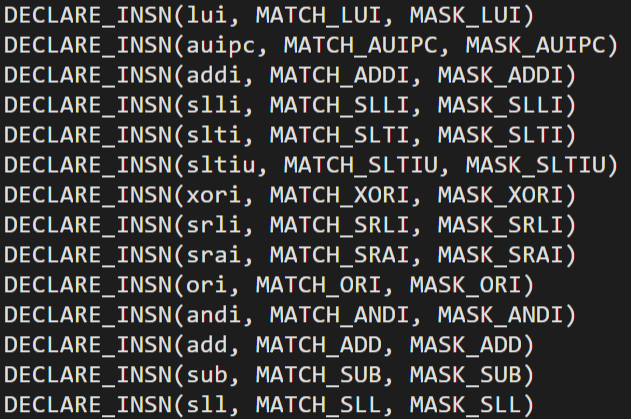 DECLARE_INSN(lui, MATCH_LUI, MASK_LUI)
DECLARE_INSN(auipc, MATCH_AUIPC, MASK_AUIPC)
DECLARE_INSN(addi, MATCH_ADDI, MASK_ADDI)
DECLARE_INSN(slli, MATCH_SLLI, MASK_SLLI)
DECLARE_INSN(slti, MATCH_SLTI, MASK_SLTI)
DECLARE_INSN(sltiu, MATCH_SLTIU, MASK_SLTIU)
DECLARE_INSN(xori, MATCH_XORI, MASK_XORI)
DECLARE_INSN(srli, MATCH_SRLI, MASK_SRLI)
DECLARE_INSN(srai, MATCH_SRAI, MASK_SRAI)
DECLARE_INSN(ori, MATCH_ORI, MASK_ORI)
DECLARE_INSN(andi, MATCH_ANDI, MASK_ANDI)
DECLARE_INSN(add, MATCH_ADD, MASK_ADD)
DECLARE_INSN(sub, MATCH_SUB, MASK_SUB)
DECLARE_INSN(sll, MATCH_SLL, MASK_SLL)